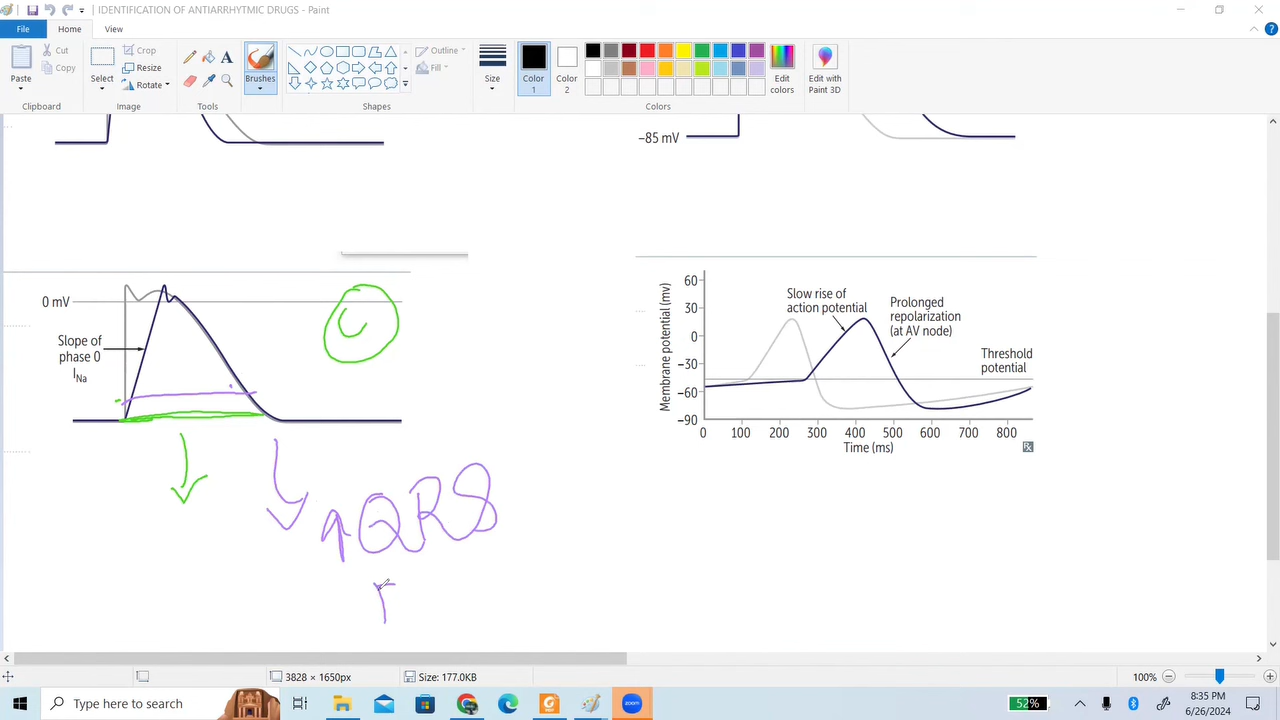 IDENTIFICATION OF ANTIARRHYTMIC DRUGS - Paint
File Home View
Paste
Cut
Copy
Clipboard
Select
Crop
Resize
Rotate
Image
A
Tools
Brushes
Shapes
Outline
Fill
Size
Color 1
Color 2
Edit colors
Colors
Edit with Paint 3D
−85 mV
0 mV
Slope of
phase 0
INa
C
↑QRS
Membrane potential (mv)
60
30
0
−30
−60
−90
Slow rise of
action potential
Prolonged
repolarization
(at AV node)
Threshold
potential
0 100 200 300 400 500 600 700 800
Time (ms)
3828 × 1650px
Size: 177.0KB
100%
Type here to search
zoom
52%
8:35 PM
6/26/2024